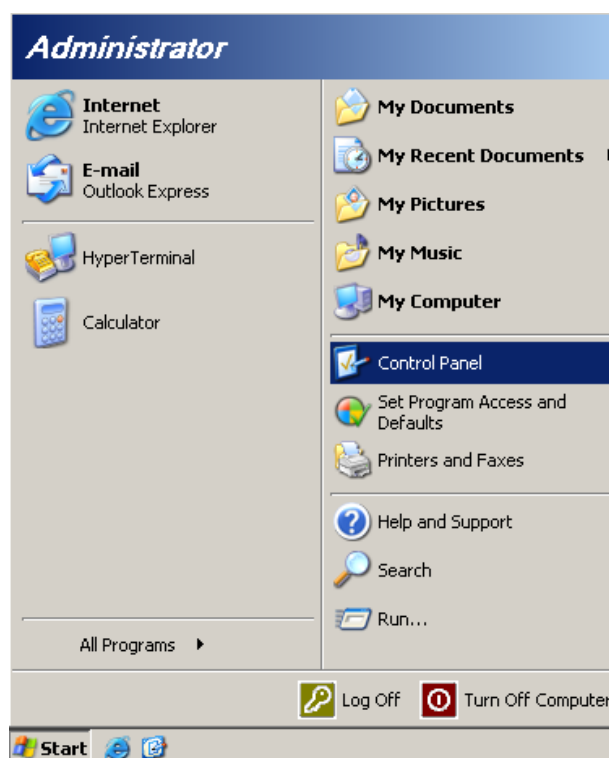 Administrator
Internet
Internet Explorer
E-mail
Outlook Express
HyperTerminal
Calculator
All Programs
My Documents
My Recent Documents
My Pictures
My Music
My Computer
Control Panel
Set Program Access and
Defaults
Printers and Faxes
Help and Support
Search
Run...
Log Off
Turn Off Computer
Start